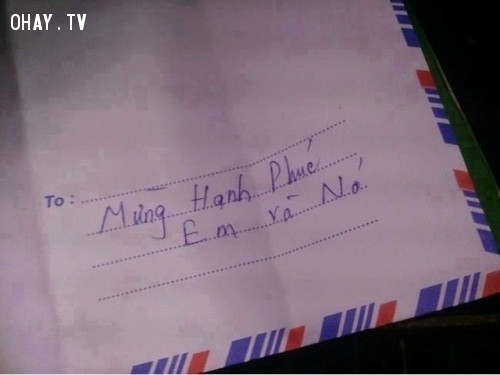 OHAY.TV
To:
Mừng Hạnh Phúc
Em và Nó